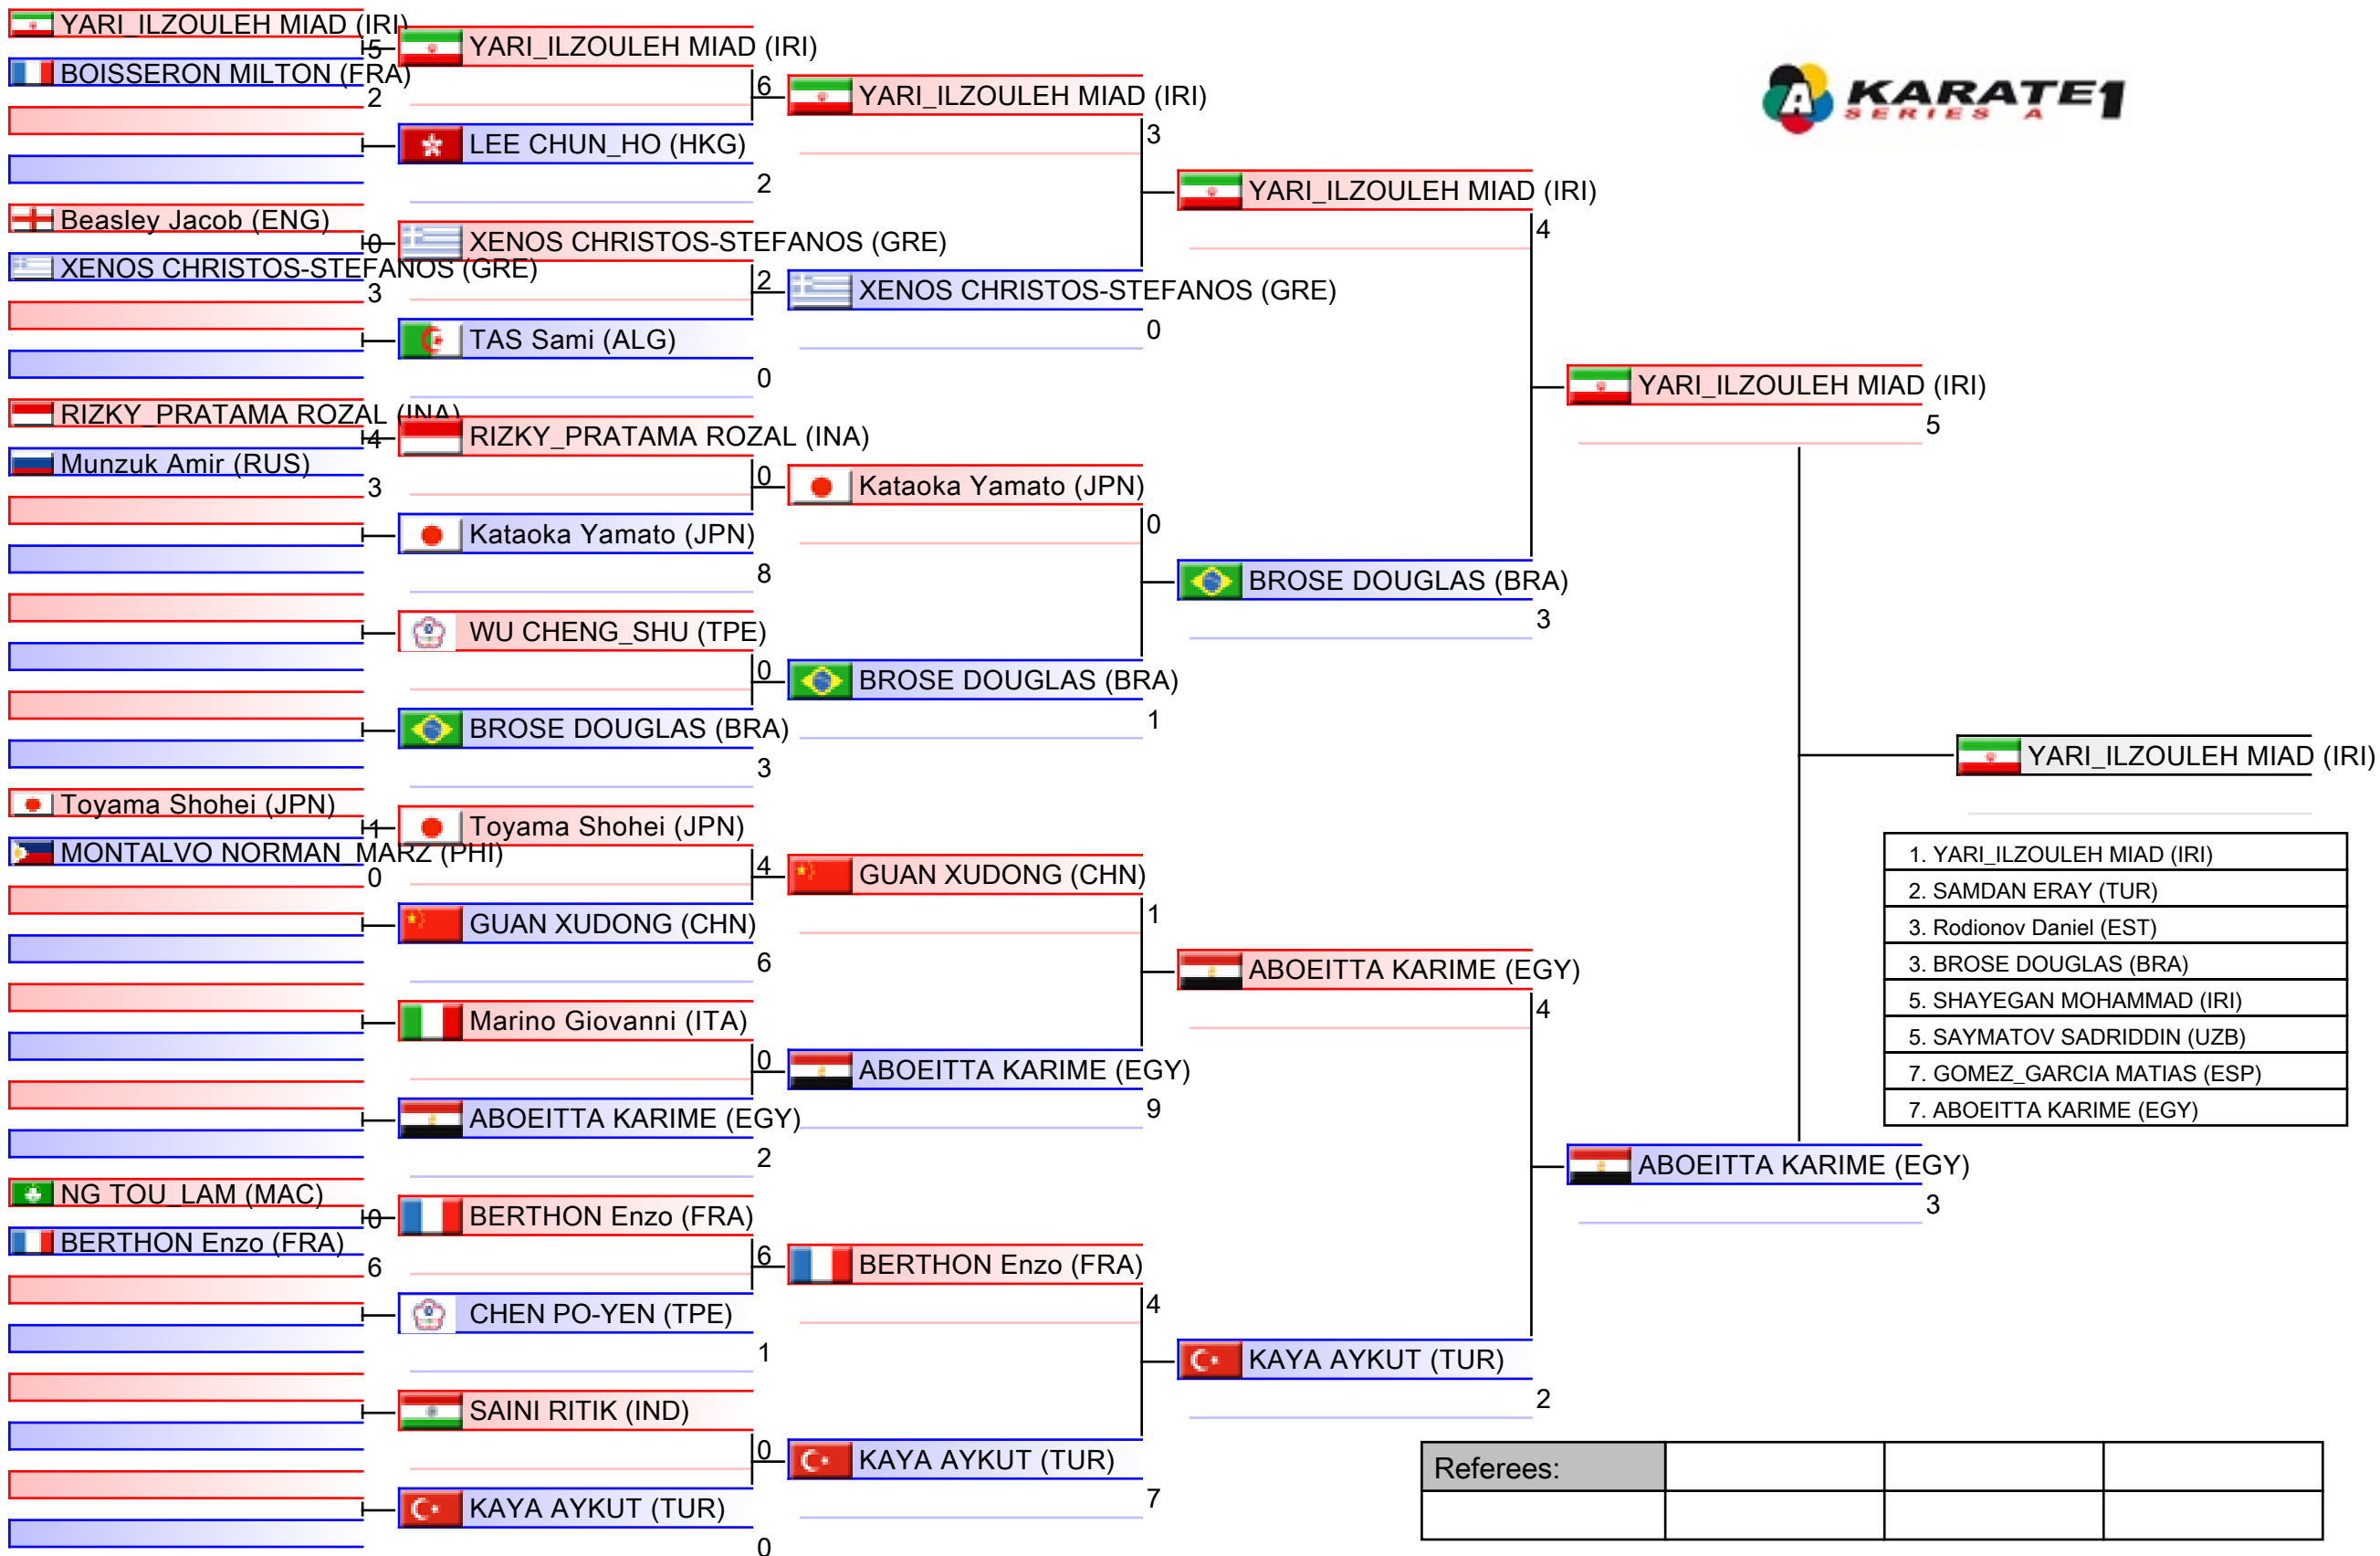 YARI_ILZOULEH MIAD (IRI)
5
BOISSERON MILTON (FRA)
2
Beasley Jacob (ENG)
0
XENOS CHRISTOS-STEFANOS (GRE)
3
RIZKY_PRATAMA ROZAL (INA)
4
Munzuk Amir (RUS)
3
Toyama Shohei (JPN)
1
MONTALVO NORMAN_MARZ (PHI)
0
NG TOU_LAM (MAC)
0
BERTHON Enzo (FRA)
6
YARI_ILZOULEH MIAD (IRI)
6
LEE CHUN_HO (HKG)
2
XENOS CHRISTOS-STEFANOS (GRE)
2
TAS Sami (ALG)
0
RIZKY_PRATAMA ROZAL (INA)
0
Kataoka Yamato (JPN)
8
WU CHENG_SHU (TPE)
0
BROSE DOUGLAS (BRA)
3
Toyama Shohei (JPN)
4
GUAN XUDONG (CHN)
6
Marino Giovanni (ITA)
0
ABOEITTA KARIME (EGY)
2
BERTHON Enzo (FRA)
6
CHEN PO-YEN (TPE)
1
SAINI RITIK (IND)
0
KAYA AYKUT (TUR)
0
YARI_ILZOULEH MIAD (IRI)
3
XENOS CHRISTOS-STEFANOS (GRE)
0
Kataoka Yamato (JPN)
0
BROSE DOUGLAS (BRA)
1
GUAN XUDONG (CHN)
1
ABOEITTA KARIME (EGY)
9
BERTHON Enzo (FRA)
4
KAYA AYKUT (TUR)
7
YARI_ILZOULEH MIAD (IRI)
4
BROSE DOUGLAS (BRA)
3
ABOEITTA KARIME (EGY)
4
KAYA AYKUT (TUR)
2
YARI_ILZOULEH MIAD (IRI)
5
ABOEITTA KARIME (EGY)
3
A KARATE1
SERIES A
YARI_ILZOULEH MIAD (IRI)
1. YARI_ILZOULEH MIAD (IRI)
2. SAMDAN ERAY (TUR)
3. Rodionov Daniel (EST)
3. BROSE DOUGLAS (BRA)
5. SHAYEGAN MOHAMMAD (IRI)
5. SAYMATOV SADRIDDIN (UZB)
7. GOMEZ_GARCIA MATIAS (ESP)
7. ABOEITTA KARIME (EGY)
Referees: